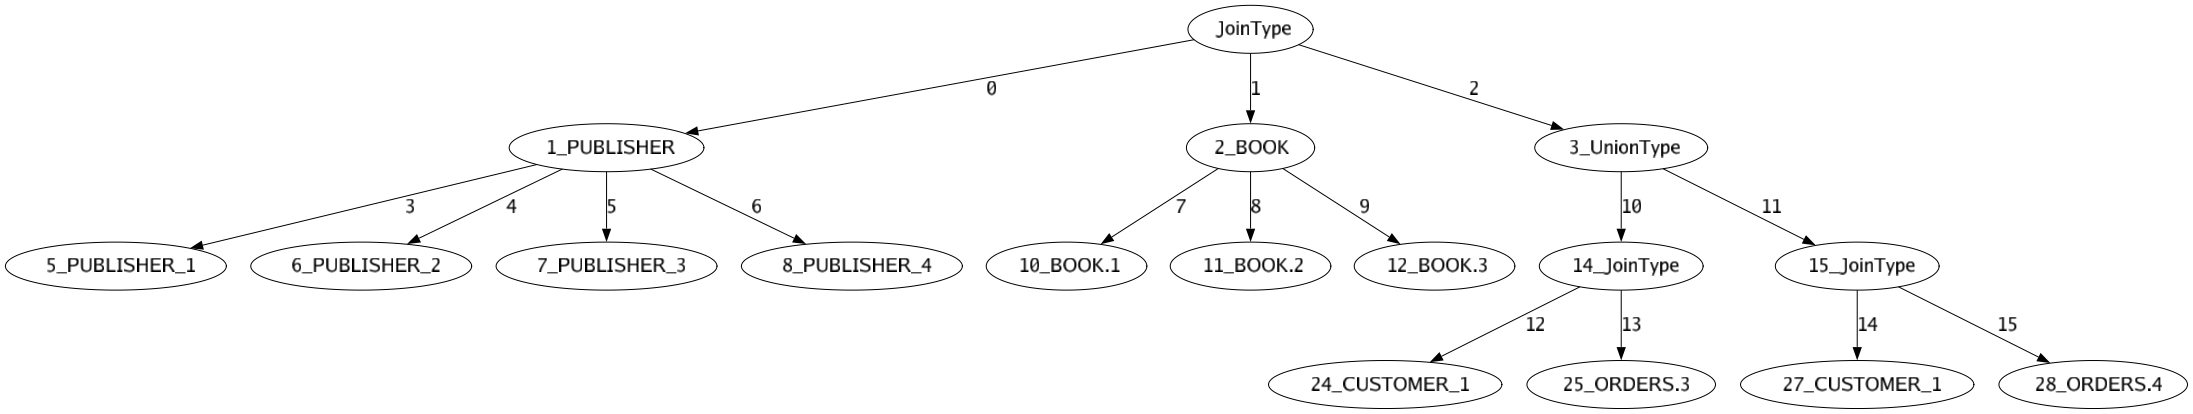 JoinType
0
1
2
1_PUBLISHER
2_BOOK
3_UnionType
3
4
5
6
7
8
9
10
11
5_PUBLISHER_1
6_PUBLISHER_2
7_PUBLISHER_3
8_PUBLISHER_4
10_BOOK.1
11_BOOK.2
12_BOOK.3
14_JoinType
15_JoinType
12
13
14
15
24_CUSTOMER_1
25_ORDERS.3
27_CUSTOMER_1
28_ORDERS.4